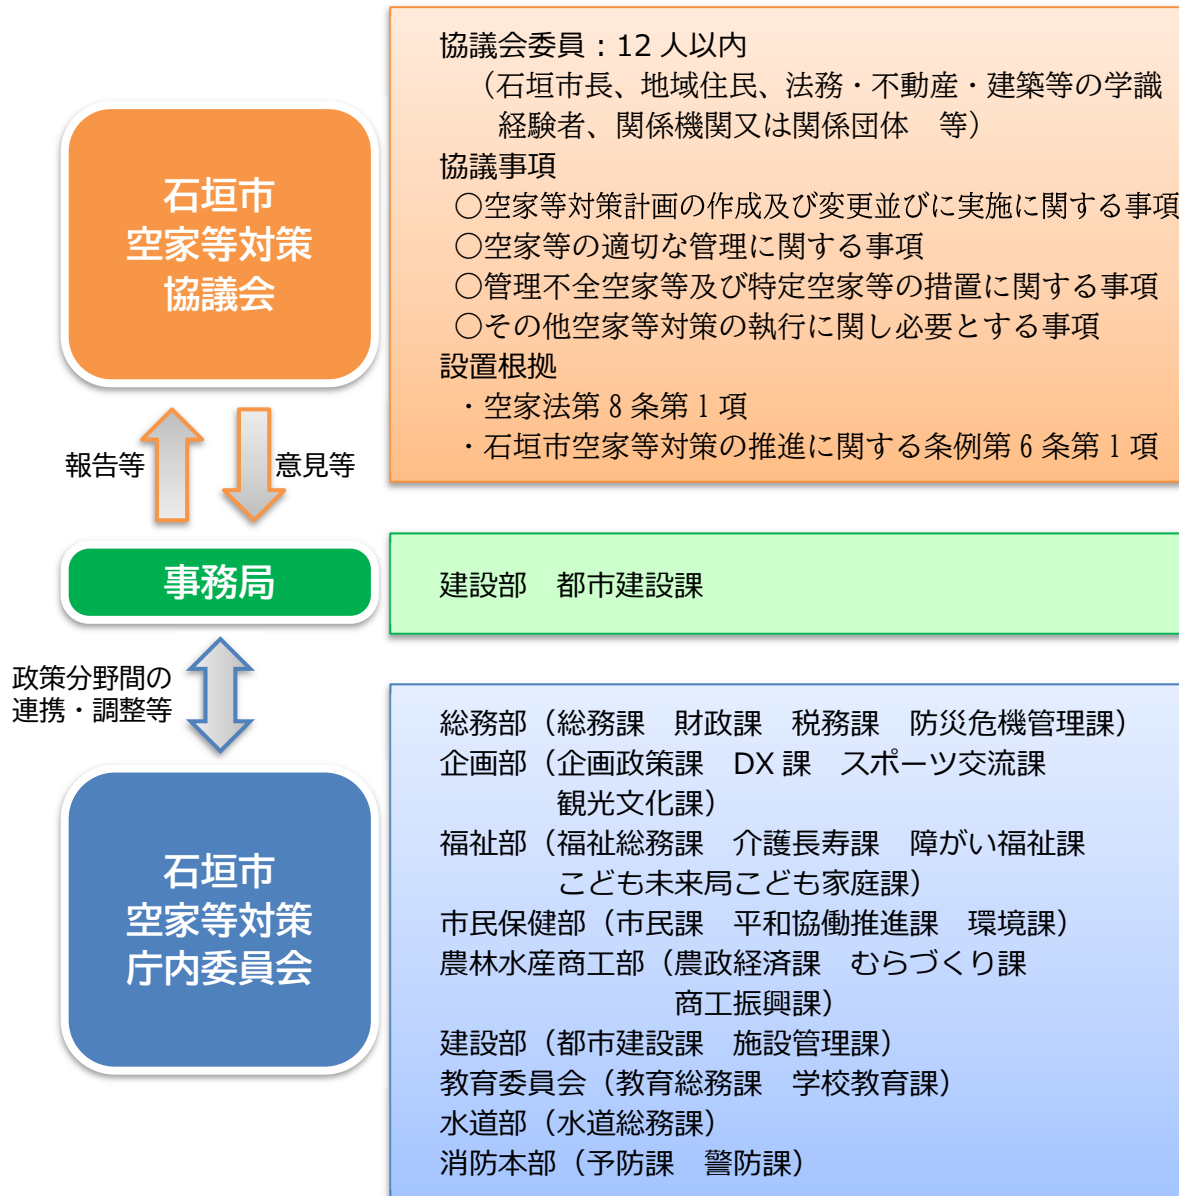 石垣市
空家等対策
協議会
協議会委員：12 人以内
（石垣市長、地域住民、法務・不動産・建築等の学識
経験者、関係機関又は関係団体　等）
協議事項
○空家等対策計画の作成及び変更並びに実施に関する事項
○空家等の適切な管理に関する事項
○管理不全空家等及び特定空家等の措置に関する事項
○その他空家等対策の執行に関し必要とする事項
設置根拠
・空家法第 8 条第 1 項
・石垣市空家等対策の推進に関する条例第 6 条第 1 項
報告等
意見等
事務局
建設部　都市建設課
政策分野間の
連携・調整等
石垣市
空家等対策
庁内委員会
総務部（総務課　財政課　税務課　防災危機管理課）
企画部（企画政策課　DX 課　スポーツ交流課
観光文化課）
福祉部（福祉総務課　介護長寿課　障がい福祉課
こども未来局こども家庭課）
市民保健部（市民課　平和協働推進課　環境課）
農林水産商工部（農政経済課　むらづくり課
商工振興課）
建設部（都市建設課　施設管理課）
教育委員会（教育総務課　学校教育課）
水道部（水道総務課）
消防本部（予防課　警防課）